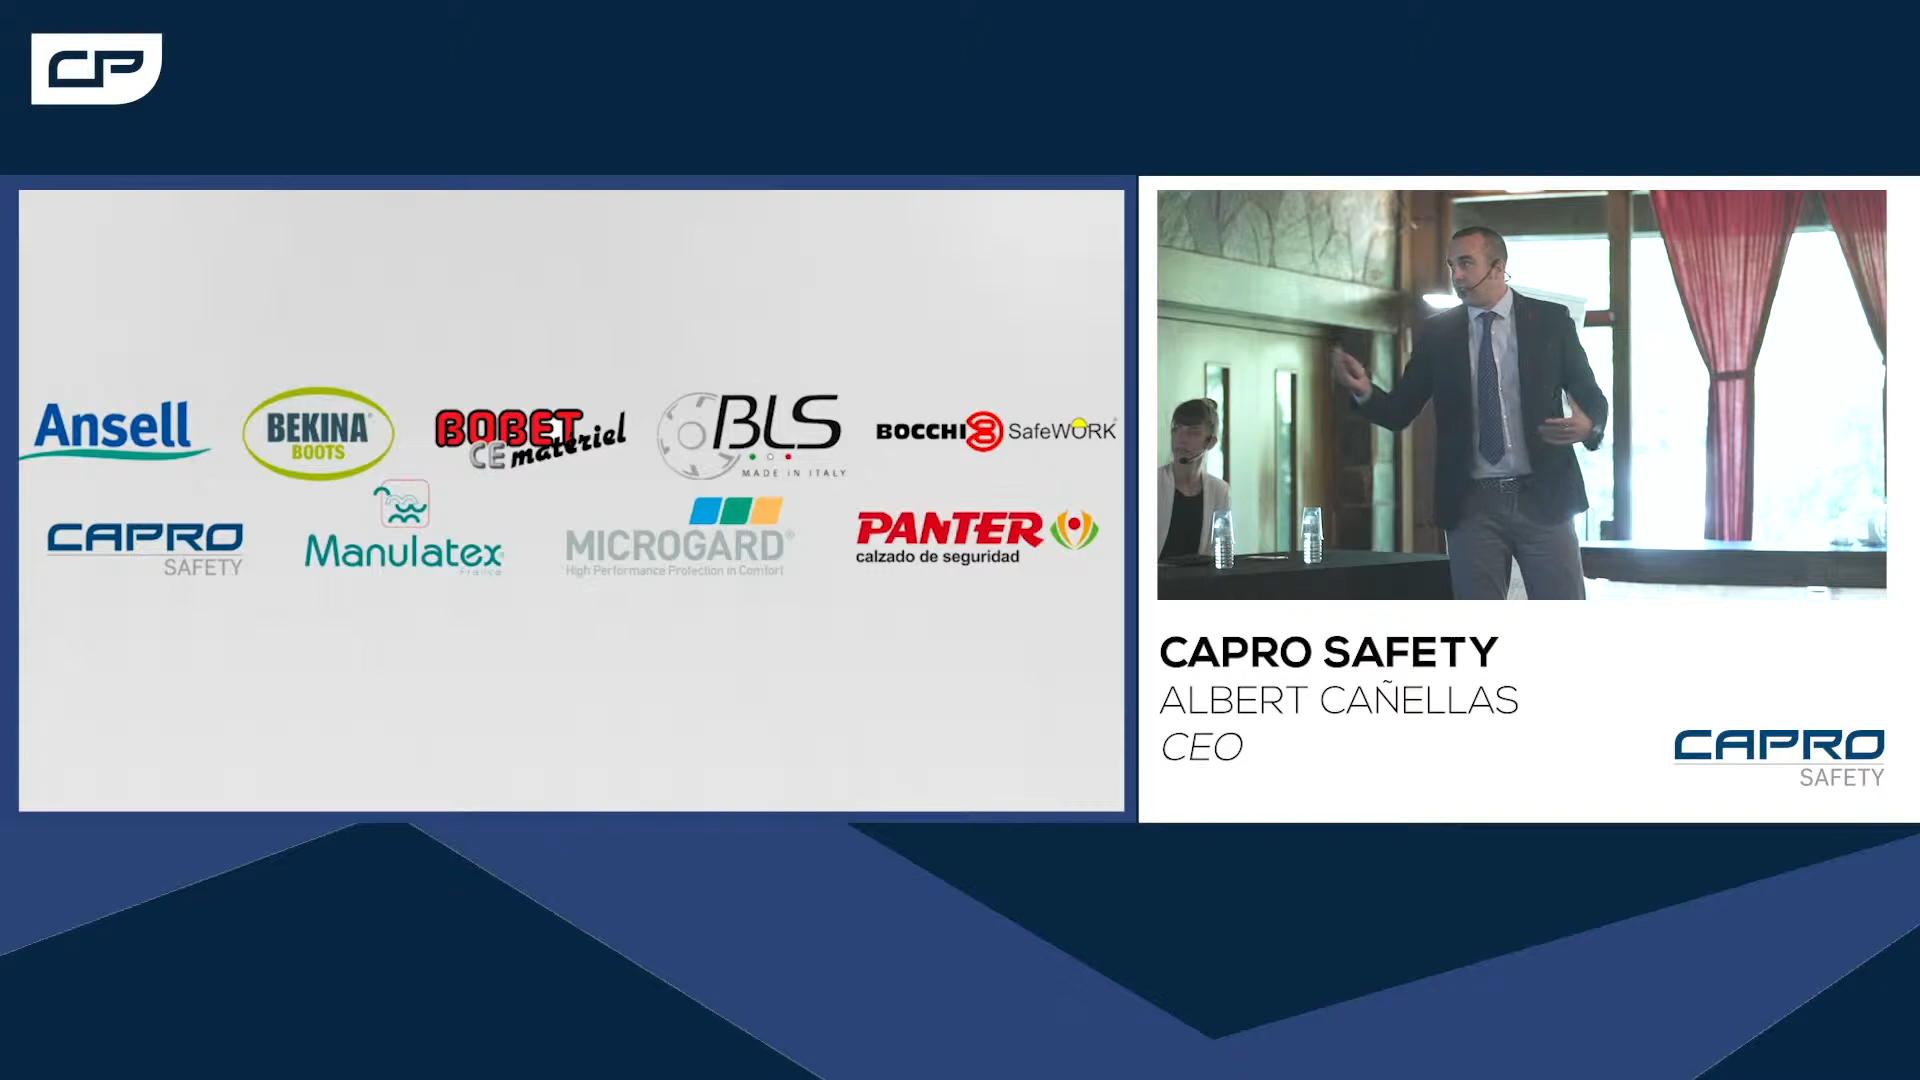 CP
Ansell
BEKINA®
BOOTS
BOBET
CE materiel
BLS
MADE IN ITALY
BOCCHI SafeWORK
CAPRO
SAFETY
Manulatex
France
MICROGARD®
High Performance Protection in Comfort
PANTER
calzado de seguridad
CAPRO SAFETY
ALBERT CAÑELLAS
CEO
CAPRO
SAFETY